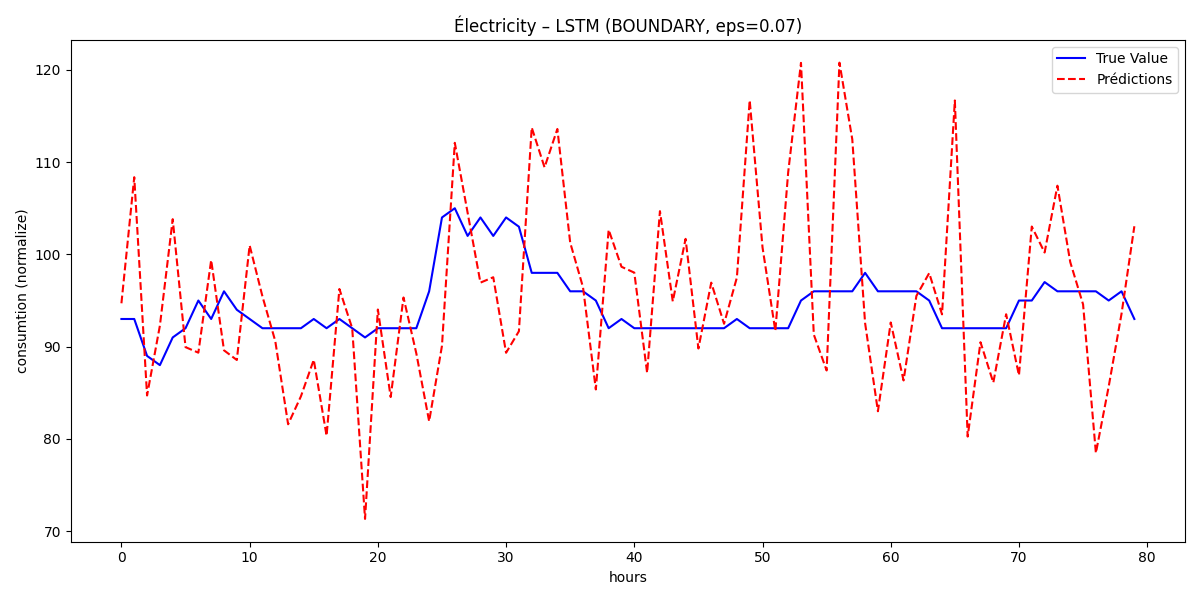 Électricity – LSTM (BOUNDARY, eps=0.07)
True Value
Prédictions
consumtion (normalize)
120
110
100
90
80
70
0 10 20 30 40 50 60 70 80
hours